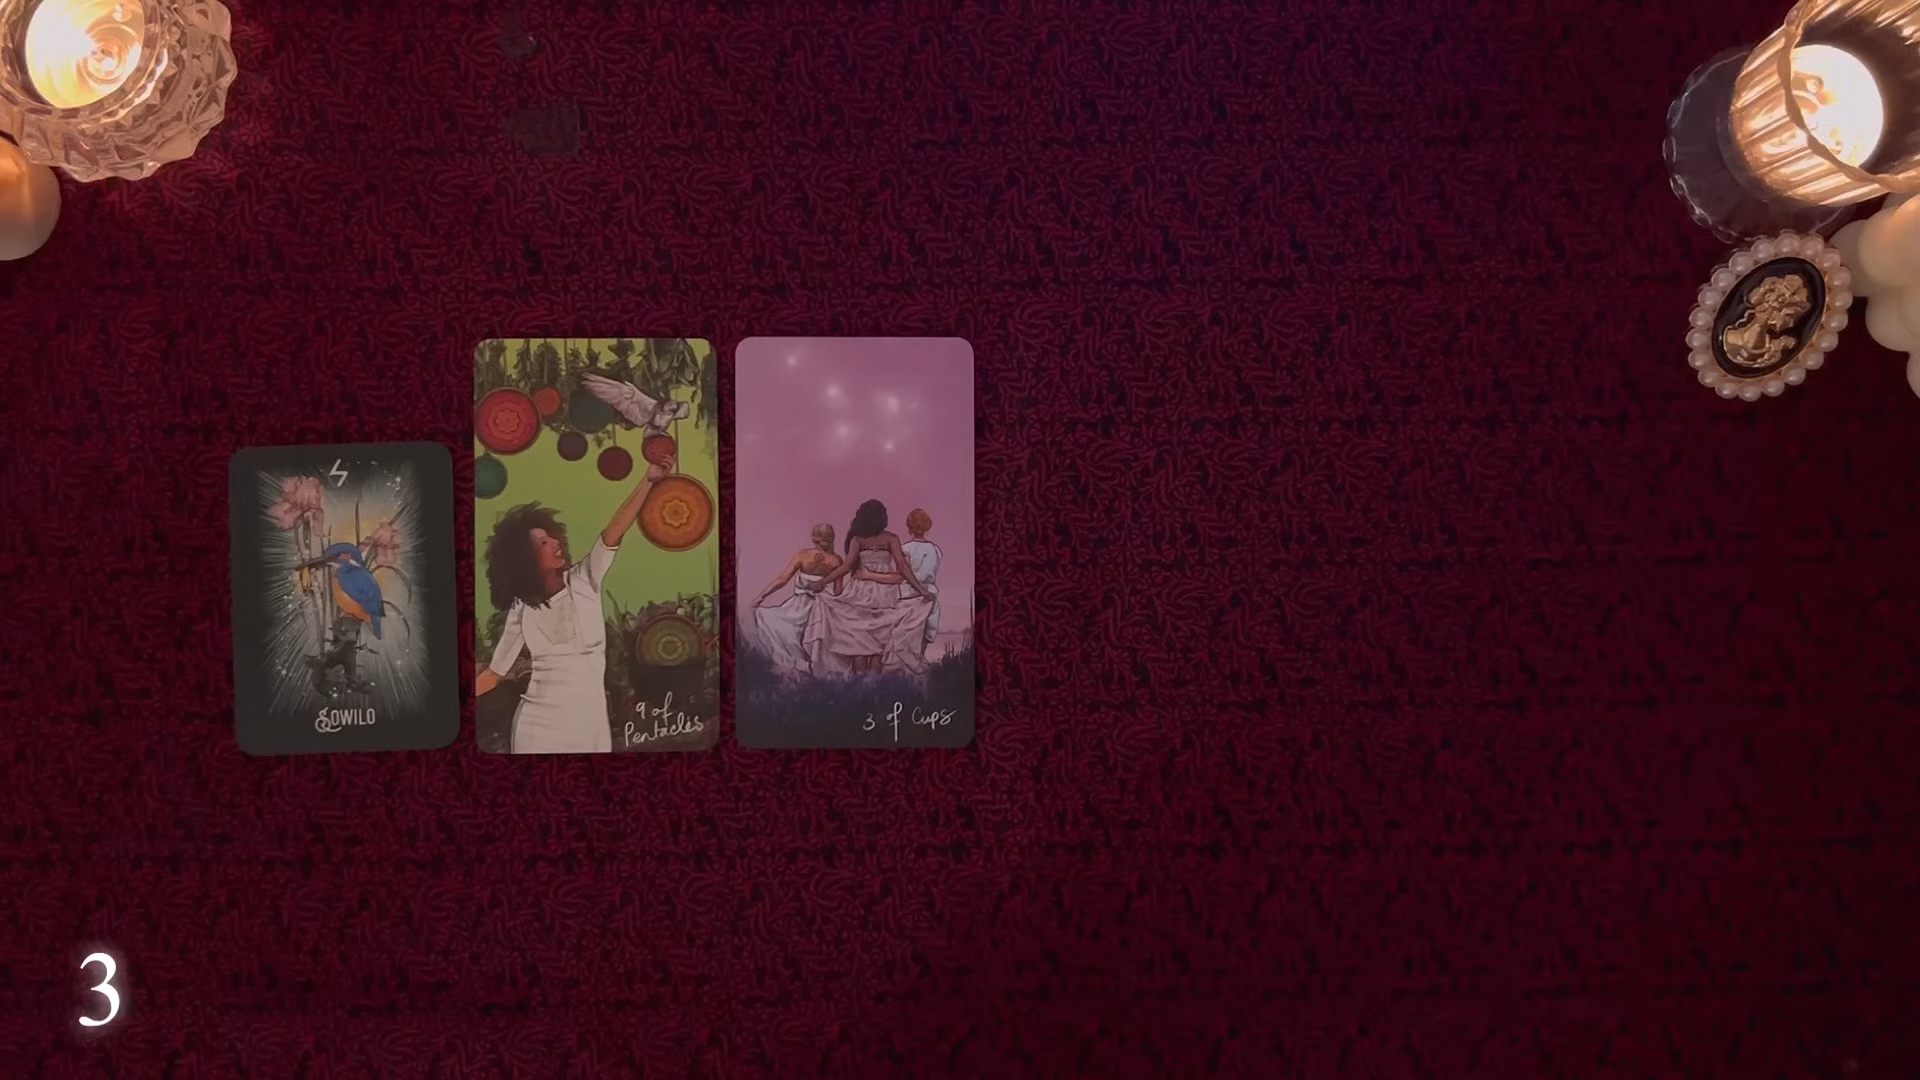 ᛋ
SOWILO
9 of
Pentacles
3 of Cups
3